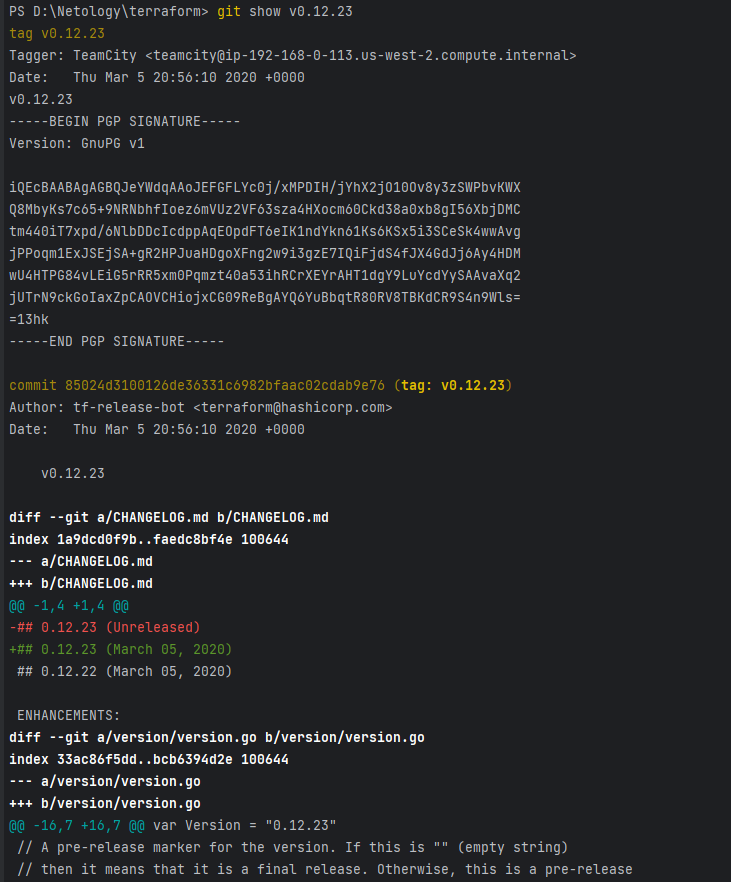 PS D:\Netology\terraform> git show v0.12.23
tag v0.12.23
Tagger: TeamCity <teamcity@ip-192-168-0-113.us-west-2.compute.internal>
Date:   Thu Mar 5 20:56:10 2020 +0000
v0.12.23
-----BEGIN PGP SIGNATURE-----
Version: GnuPG v1

iQEcBAABAgAGBQJeYWdqAAoJEFGFLYc0j/xMPDIH/jYhX2jO10Ov8y3zSWPbvKWX
Q8MbyKs7c65+9NRNbhfIoez6mVUz2VF63sza4HXocm60Ckd38a0xb8gI56XbjDMC
tm440iT7xpd/6NlbDDcIcdppAqEOpdFT6eIK1ndYkn61Ks6KSx5i3SCeSk4wwAvg
jPPoqm1ExJSEjSA+gR2HPJuaHDgoXFng2w9i3gzE7IQiFjdS4fJX4GdJj6Ay4HDM
wU4HTPG84vLEiG5rRR5xm0Pqmzt40a53ihRCrXEYrAHT1dgY9LuYcdYySAAvaXq2
jUTrN9ckGoIaxZpCAOVCHiojxCG09ReBgAYQ6YuBbqtR80RV8TBKdCR9S4n9Wls=
=13hk
-----END PGP SIGNATURE-----

commit 85024d3100126de36331c6982bfaac02cdab9e76 (tag: v0.12.23)
Author: tf-release-bot <terraform@hashicorp.com>
Date:   Thu Mar 5 20:56:10 2020 +0000

    v0.12.23

diff --git a/CHANGELOG.md b/CHANGELOG.md
index 1a9dcd0f9b..faedc8bf4e 100644
--- a/CHANGELOG.md
+++ b/CHANGELOG.md
@@ -1,4 +1,4 @@
-## 0.12.23 (Unreleased)
+## 0.12.23 (March 05, 2020)
 ## 0.12.22 (March 05, 2020)

 ENHANCEMENTS:
diff --git a/version/version.go b/version/version.go
index 33ac86f5dd..bcb6394d2e 100644
--- a/version/version.go
+++ b/version/version.go
@@ -16,7 +16,7 @@ var Version = "0.12.23"
 // A pre-release marker for the version. If this is "" (empty string)
 // then it means that it is a final release. Otherwise, this is a pre-release